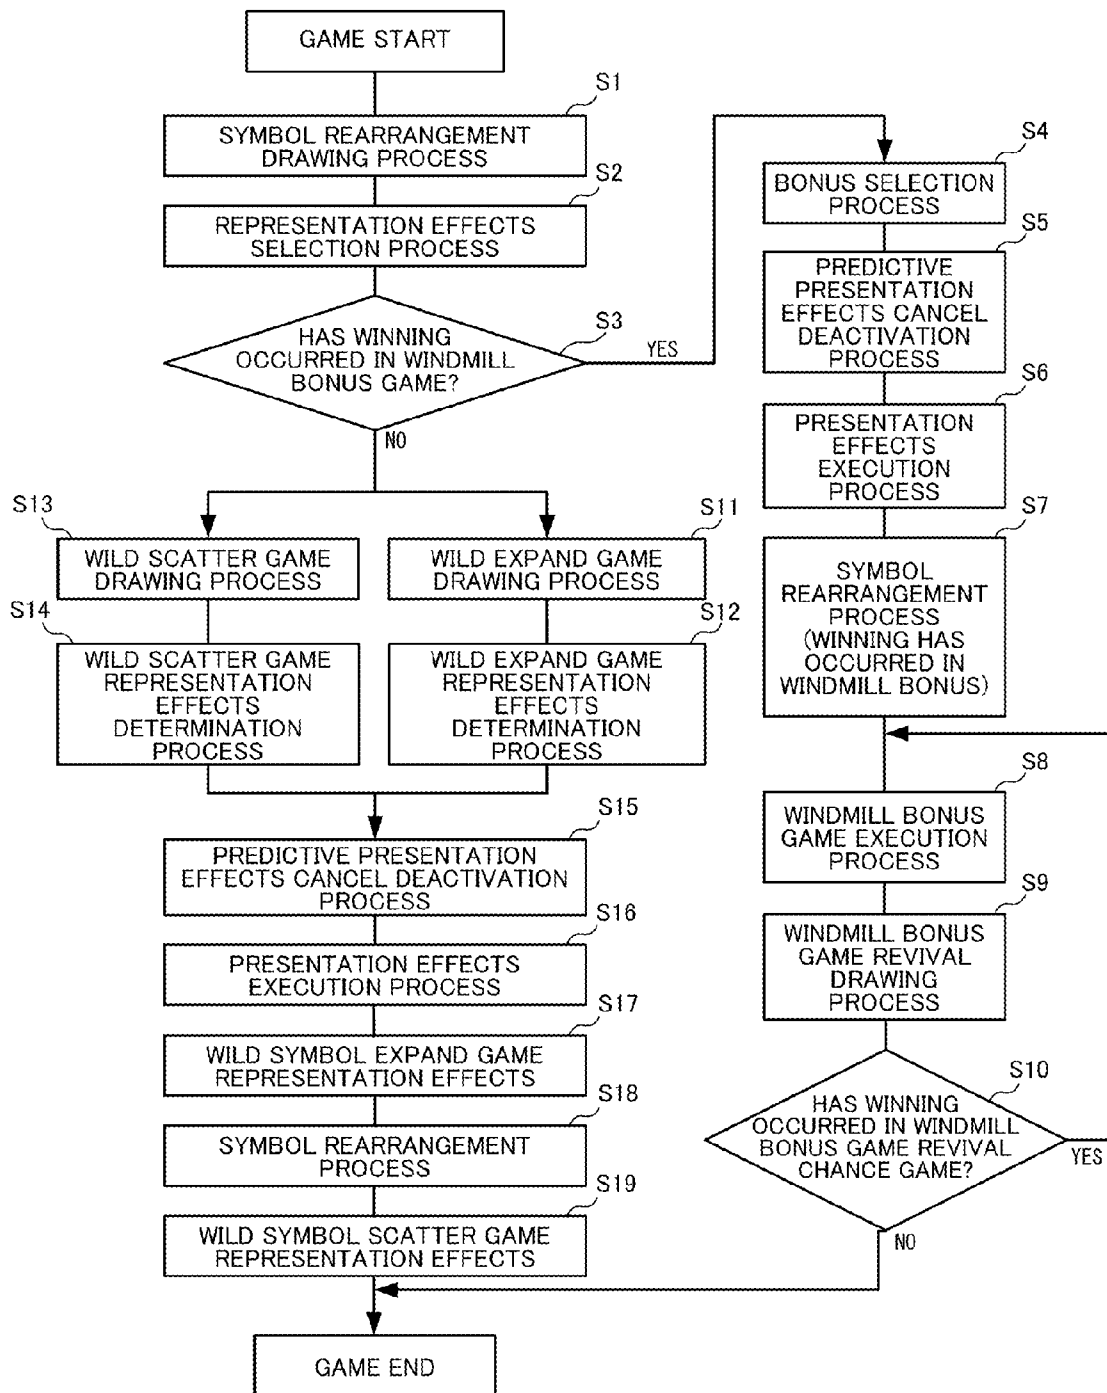 GAME START
S1
SYMBOL REARRANGEMENT
DRAWING PROCESS
S2
REPRESENTATION EFFECTS
SELECTION PROCESS
S3
HAS WINNING
OCCURRED IN WINDMILL
BONUS GAME?
YES
NO
S4
BONUS SELECTION
PROCESS
S5
PREDICTIVE
PRESENTATION
EFFECTS CANCEL
DEACTIVATION
PROCESS
S6
PRESENTATION
EFFECTS
EXECUTION
PROCESS
S7
SYMBOL
REARRANGEMENT
PROCESS
(WINNING HAS
OCCURRED IN
WINDMILL BONUS)
S8
WINDMILL BONUS
GAME EXECUTION
PROCESS
S9
WINDMILL BONUS
GAME REVIVAL
DRAWING
PROCESS
S10
HAS WINNING
OCCURRED IN WINDMILL
BONUS GAME REVIVAL
CHANCE GAME?
YES
NO
S13
WILD SCATTER GAME
DRAWING PROCESS
S14
WILD SCATTER GAME
REPRESENTATION
EFFECTS
DETERMINATION
PROCESS
S11
WILD EXPAND GAME
DRAWING PROCESS
S12
WILD EXPAND GAME
REPRESENTATION
EFFECTS
DETERMINATION
PROCESS
S15
PREDICTIVE PRESENTATION
EFFECTS CANCEL DEACTIVATION
PROCESS
S16
PRESENTATION EFFECTS
EXECUTION PROCESS
S17
WILD SYMBOL EXPAND GAME
REPRESENTATION EFFECTS
S18
SYMBOL REARRANGEMENT
PROCESS
S19
WILD SYMBOL SCATTER GAME
REPRESENTATION EFFECTS
GAME END